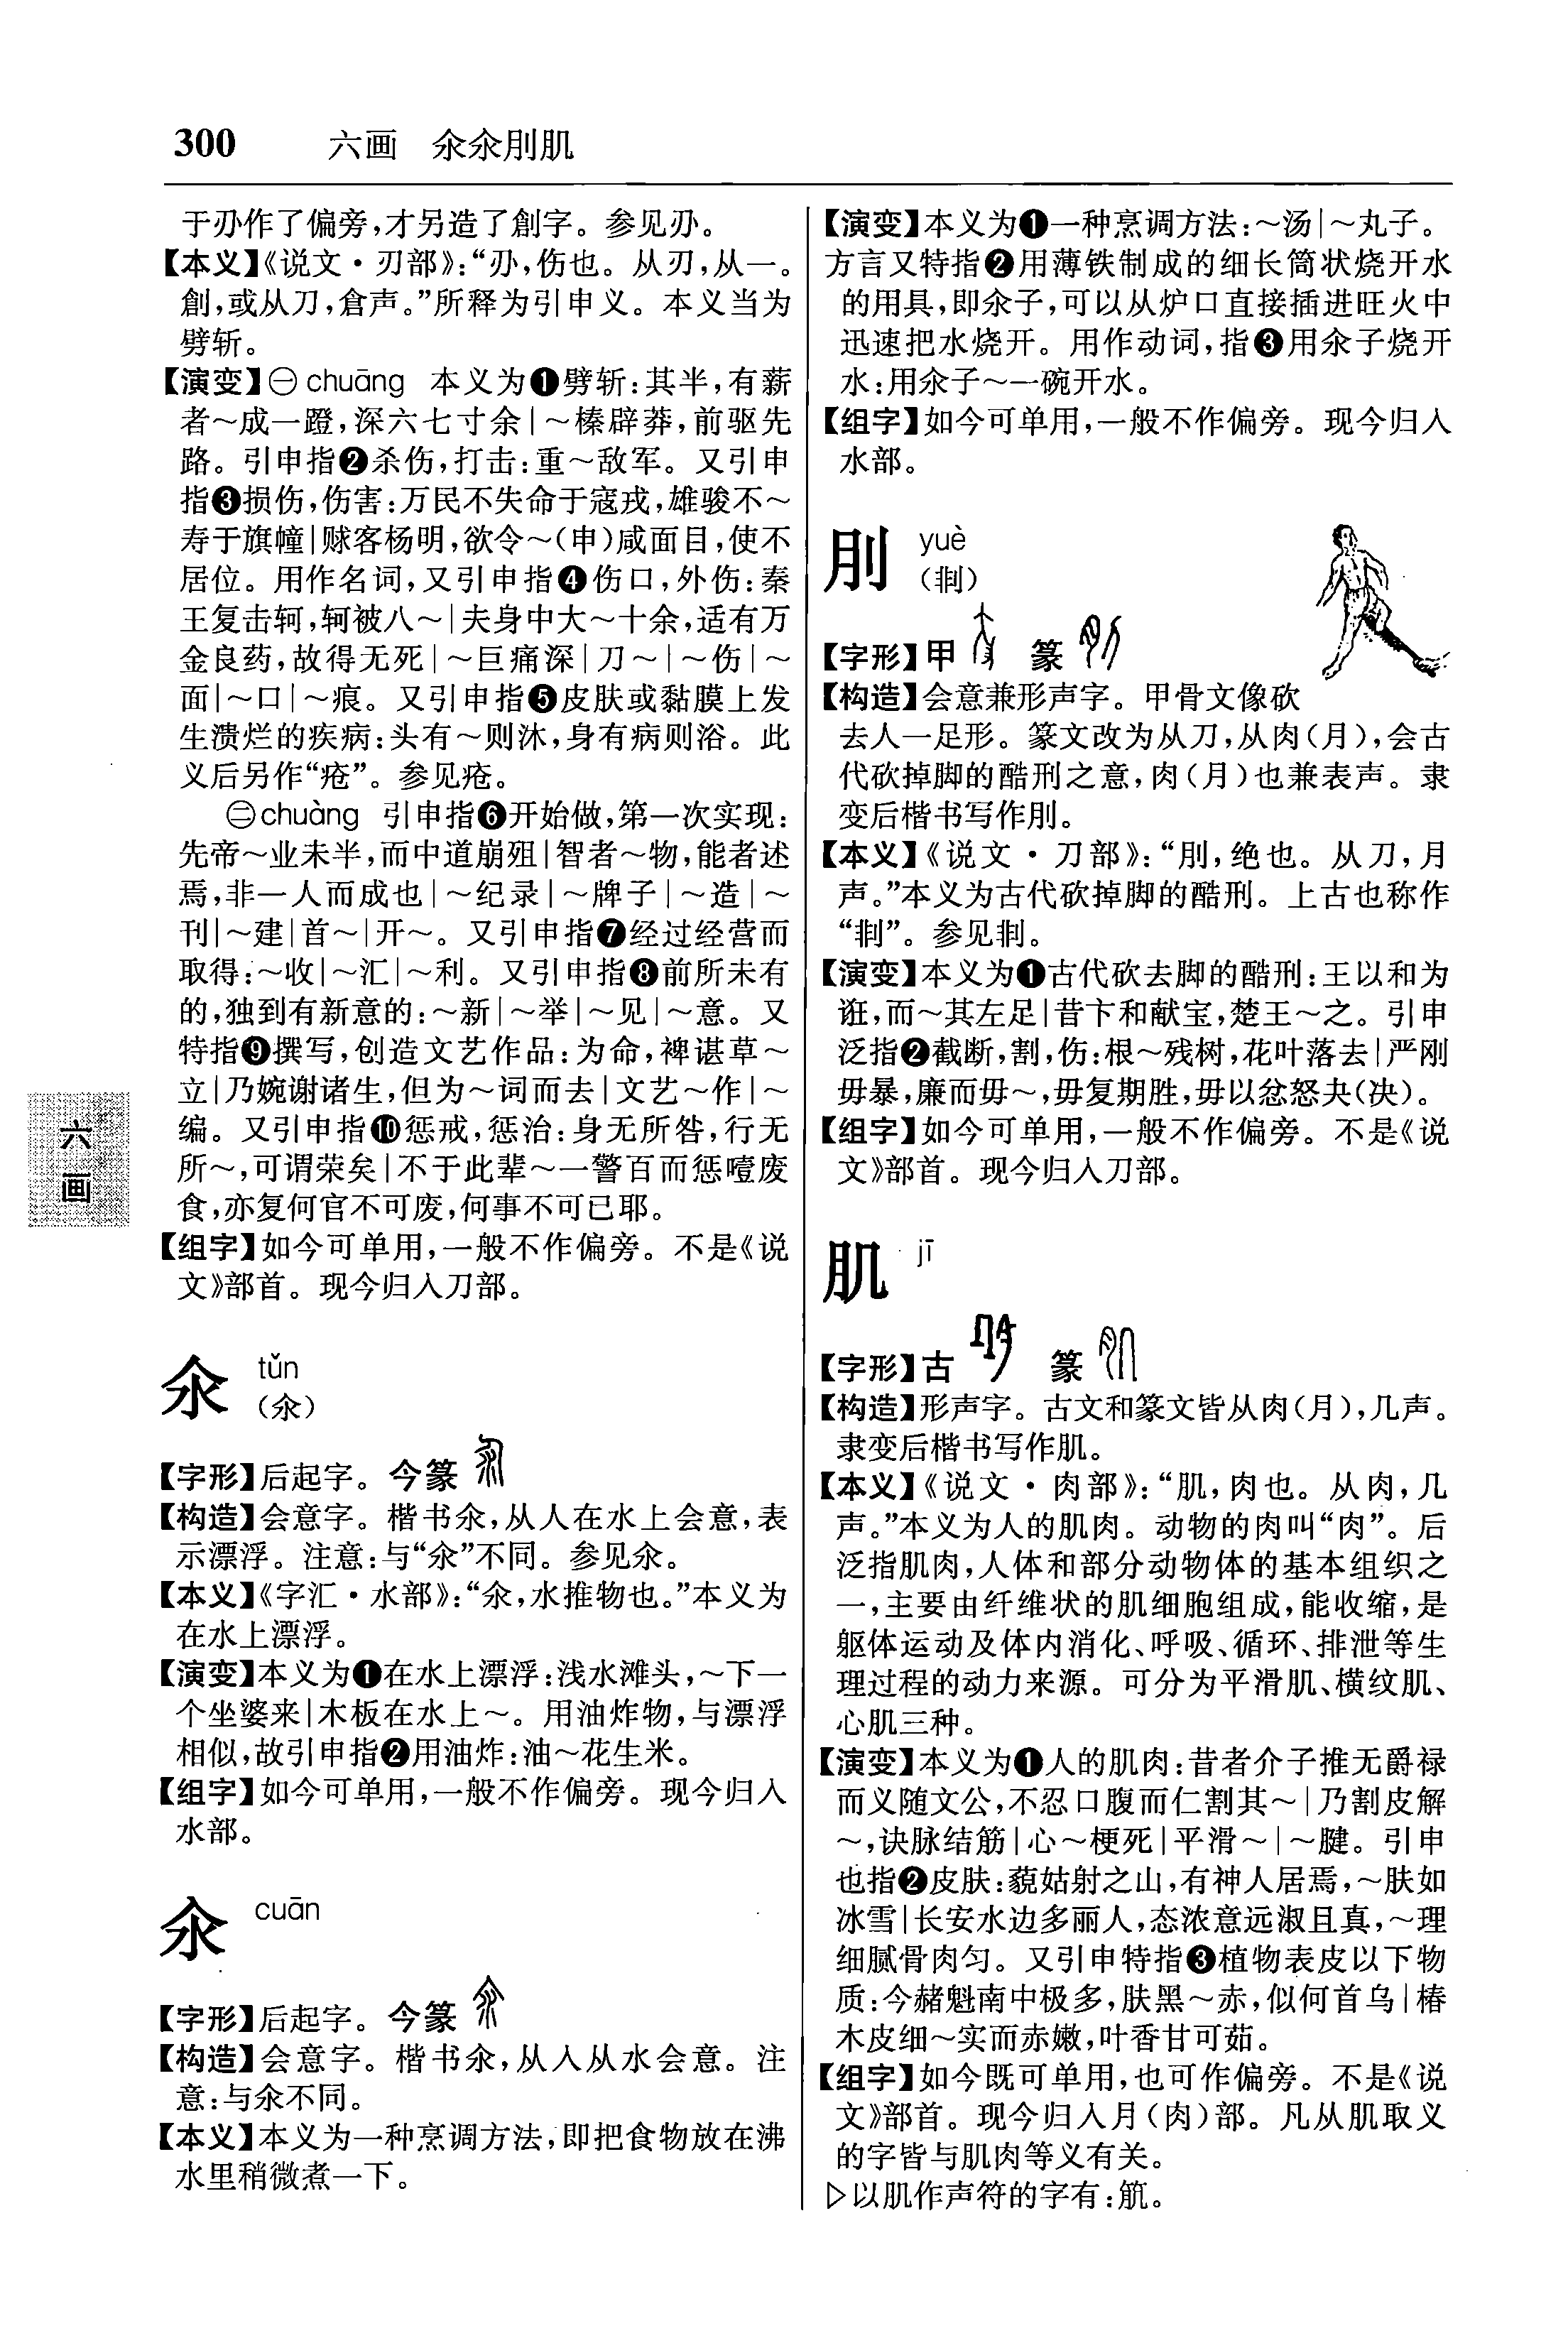 300 六画 氽汆刖肌
于刅作了偏旁,才另造了創字。参见刅。
【本义】《说文·刃部》:“刅,伤也。从刃,从一。
創,或从刀,倉声。”所释为引申义。本义当为
劈斩。
【演变】㊀chuāng 本义为❶劈斩:其半,有薪
者～成一蹬,深六七寸余|～榛辟莽,前驱先
路。引申指❷杀伤,打击:重～敌军。又引申
指❸损伤,伤害:万民不失命于寇戎,雄骏不～
寿于旗幢|赇客杨明,欲令～(申)咸面目,使不
居位。用作名词,又引申指❹伤口,外伤:秦
王复击轲,轲被八～|夫身中大～十余,适有万
金良药,故得无死|～巨痛深|刀～|～伤|～
面|～口|～痕。又引申指❺皮肤或黏膜上发
生溃烂的疾病:头有～则沐,身有病则浴。此
义后另作“疮”。参见疮。
㊁chuàng 引申指❻开始做,第一次实现:
先帝～业未半,而中道崩殂|智者～物,能者述
焉,非一人而成也|～纪录|～牌子|～造|～
刊|～建|首～|开～。又引申指❼经过经营而
取得:～收|～汇|～利。又引申指❽前所未有
的,独到有新意的:～新|～举|～见|～意。又
特指❾撰写,创造文艺作品:为命,裨谌草～
立|乃婉谢诸生,但为～词而去|文艺～作|～
编。又引申指❿惩戒,惩治:身无所咎,行无
所～,可谓荣矣|不于此辈～一警百而惩噎废
食,亦复何官不可废,何事不可已耶。
【组字】如今可单用,一般不作偏旁。不是《说
文》部首。现今归入刀部。
氽 tǔn
(汆)
【字形】后起字。今篆
【构造】会意字。楷书氽,从人在水上会意,表
示漂浮。注意:与“汆”不同。参见汆。
【本义】《字汇·水部》:“氽,水推物也。”本义为
在水上漂浮。
【演变】本义为❶在水上漂浮:浅水滩头,～下一
个坐婆来|木板在水上～。用油炸物,与漂浮
相似,故引申指❷用油炸:油～花生米。
【组字】如今可单用,一般不作偏旁。现今归入
水部。
汆 cuān
【字形】后起字。今篆
【构造】会意字。楷书汆,从入从水会意。注
意:与氽不同。
【本义】本义为一种烹调方法,即把食物放在沸
水里稍微煮一下。
【演变】本义为❶一种烹调方法:～汤|～丸子。
方言又特指❷用薄铁制成的细长筒状烧开水
的用具,即汆子,可以从炉口直接插进旺火中
迅速把水烧开。用作动词,指❸用汆子烧开
水:用汆子～一碗开水。
【组字】如今可单用,一般不作偏旁。现今归入
水部。
刖 yuè
(剕)
【字形】甲 篆
【构造】会意兼形声字。甲骨文像砍
去人一足形。篆文改为从刀,从肉(月),会古
代砍掉脚的酷刑之意,肉(月)也兼表声。隶
变后楷书写作刖。
【本义】《说文·刀部》:“刖,绝也。从刀,月
声。”本义为古代砍掉脚的酷刑。上古也称作
“剕”。参见剕。
【演变】本义为❶古代砍去脚的酷刑:王以和为
诳,而～其左足|昔卞和献宝,楚王～之。引申
泛指❷截断,割,伤:根～残树,花叶落去|严刚
毋暴,廉而毋～,毋复期胜,毋以忿怒夬(决)。
【组字】如今可单用,一般不作偏旁。不是《说
文》部首。现今归入刀部。
肌 jī
【字形】古 篆
【构造】形声字。古文和篆文皆从肉(月),几声。
隶变后楷书写作肌。
【本义】《说文·肉部》:“肌,肉也。从肉,几
声。”本义为人的肌肉。动物的肉叫“肉”。后
泛指肌肉,人体和部分动物体的基本组织之
一,主要由纤维状的肌细胞组成,能收缩,是
躯体运动及体内消化、呼吸、循环、排泄等生
理过程的动力来源。可分为平滑肌、横纹肌、
心肌三种。
【演变】本义为❶人的肌肉:昔者介子推无爵禄
而义随文公,不忍口腹而仁割其～|乃割皮解
～,诀脉结筋|心～梗死|平滑～|～腱。引申
也指❷皮肤:藐姑射之山,有神人居焉,～肤如
冰雪|长安水边多丽人,态浓意远淑且真,～理
细腻骨肉匀。又引申特指❸植物表皮以下物
质:今赭魁南中极多,肤黑～赤,似何首乌|椿
木皮细～实而赤嫩,叶香甘可茹。
【组字】如今既可单用,也可作偏旁。不是《说
文》部首。现今归入月(肉)部。凡从肌取义
的字皆与肌肉等义有关。
▷以肌作声符的字有:䇫。
六画